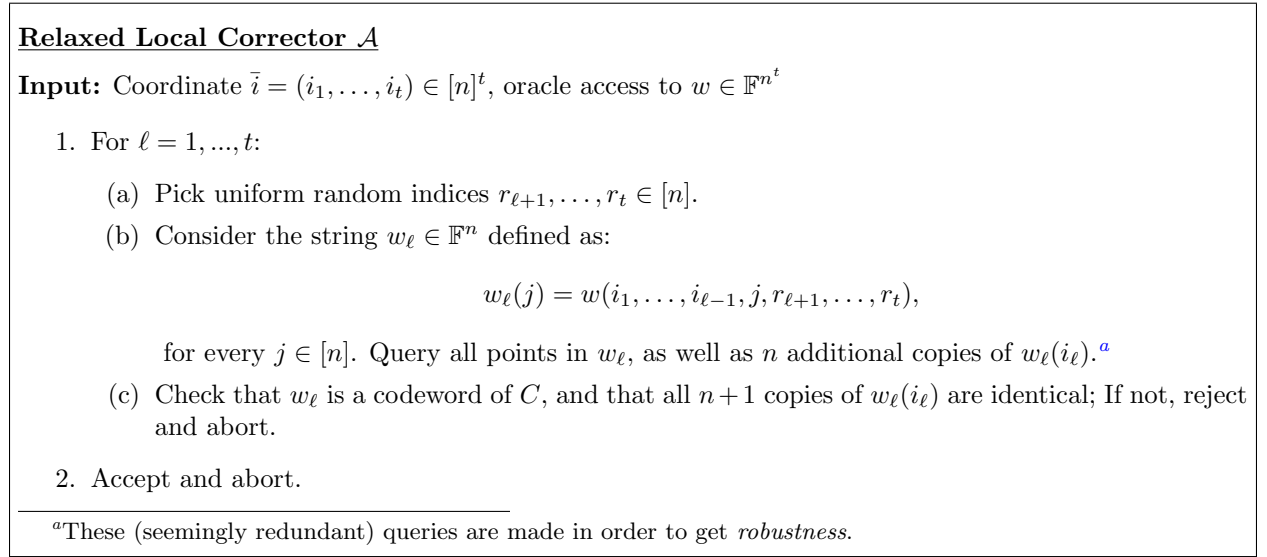 Relaxed Local Corrector 𝒜
Input: Coordinate ī = (i₁, . . . , iₜ) ∈ [n]ᵗ, oracle access to w ∈ 𝔽^{n^t}
1. For ℓ = 1, ..., t:
(a) Pick uniform random indices r_{ℓ+1}, . . . , r_t ∈ [n].
(b) Consider the string w_ℓ ∈ 𝔽ⁿ defined as:
w_ℓ(j) = w(i₁, . . . , i_{ℓ−1}, j, r_{ℓ+1}, . . . , r_t),
for every j ∈ [n]. Query all points in w_ℓ, as well as n additional copies of w_ℓ(i_ℓ).ᵃ
(c) Check that w_ℓ is a codeword of C, and that all n + 1 copies of w_ℓ(i_ℓ) are identical; If not, reject
and abort.
2. Accept and abort.
ᵃThese (seemingly redundant) queries are made in order to get robustness.